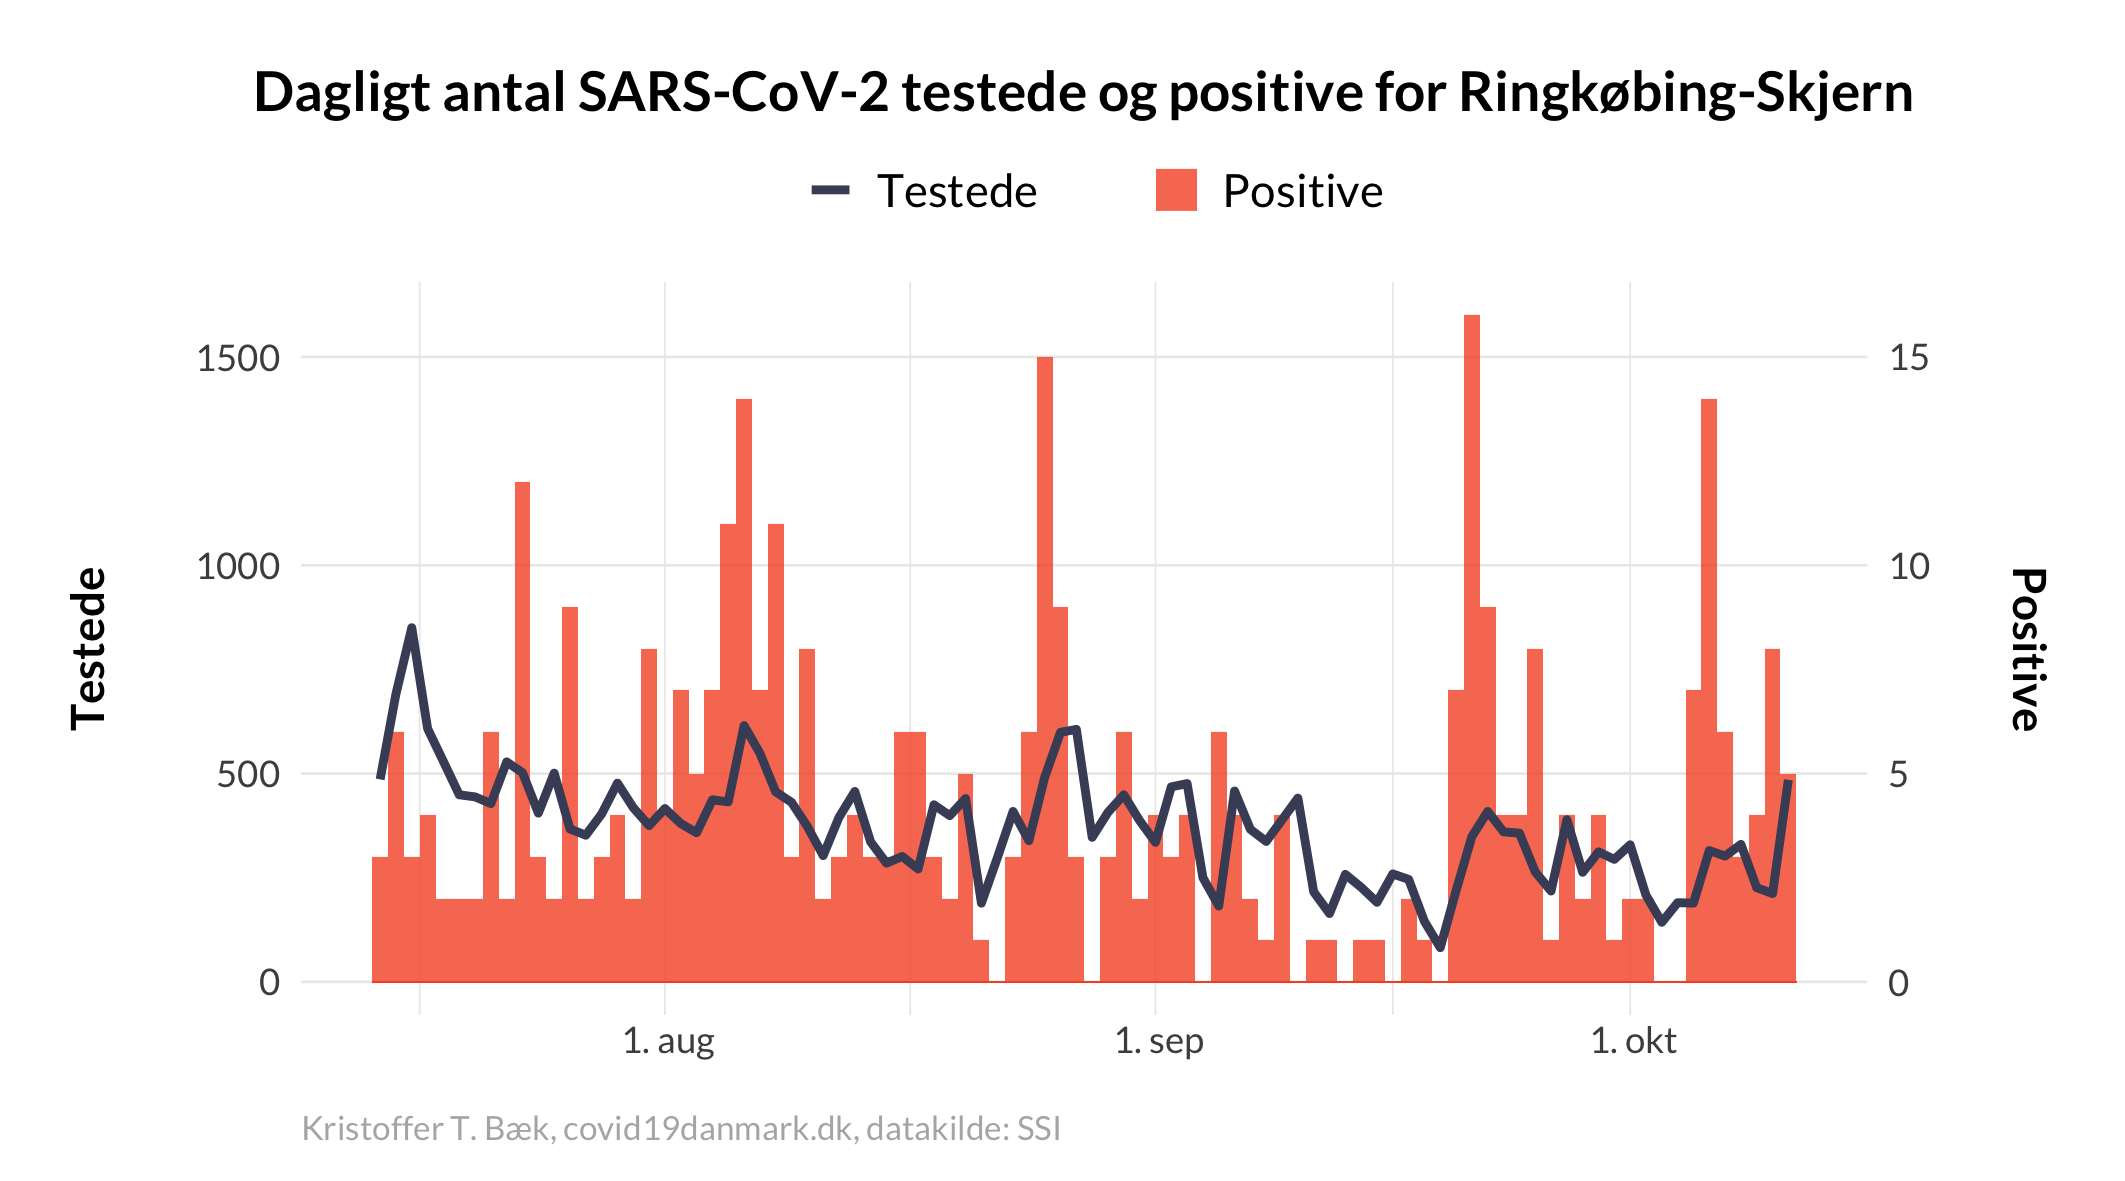 Dagligt antal SARS-CoV-2 testede og positive for Ringkøbing-Skjern
Testede
Positive
1500
1000
500
0
15
10
5
0
Testede
Positive
1. aug
1. sep
1. okt
Kristoffer T. Bæk, covid19danmark.dk, datakilde: SSI